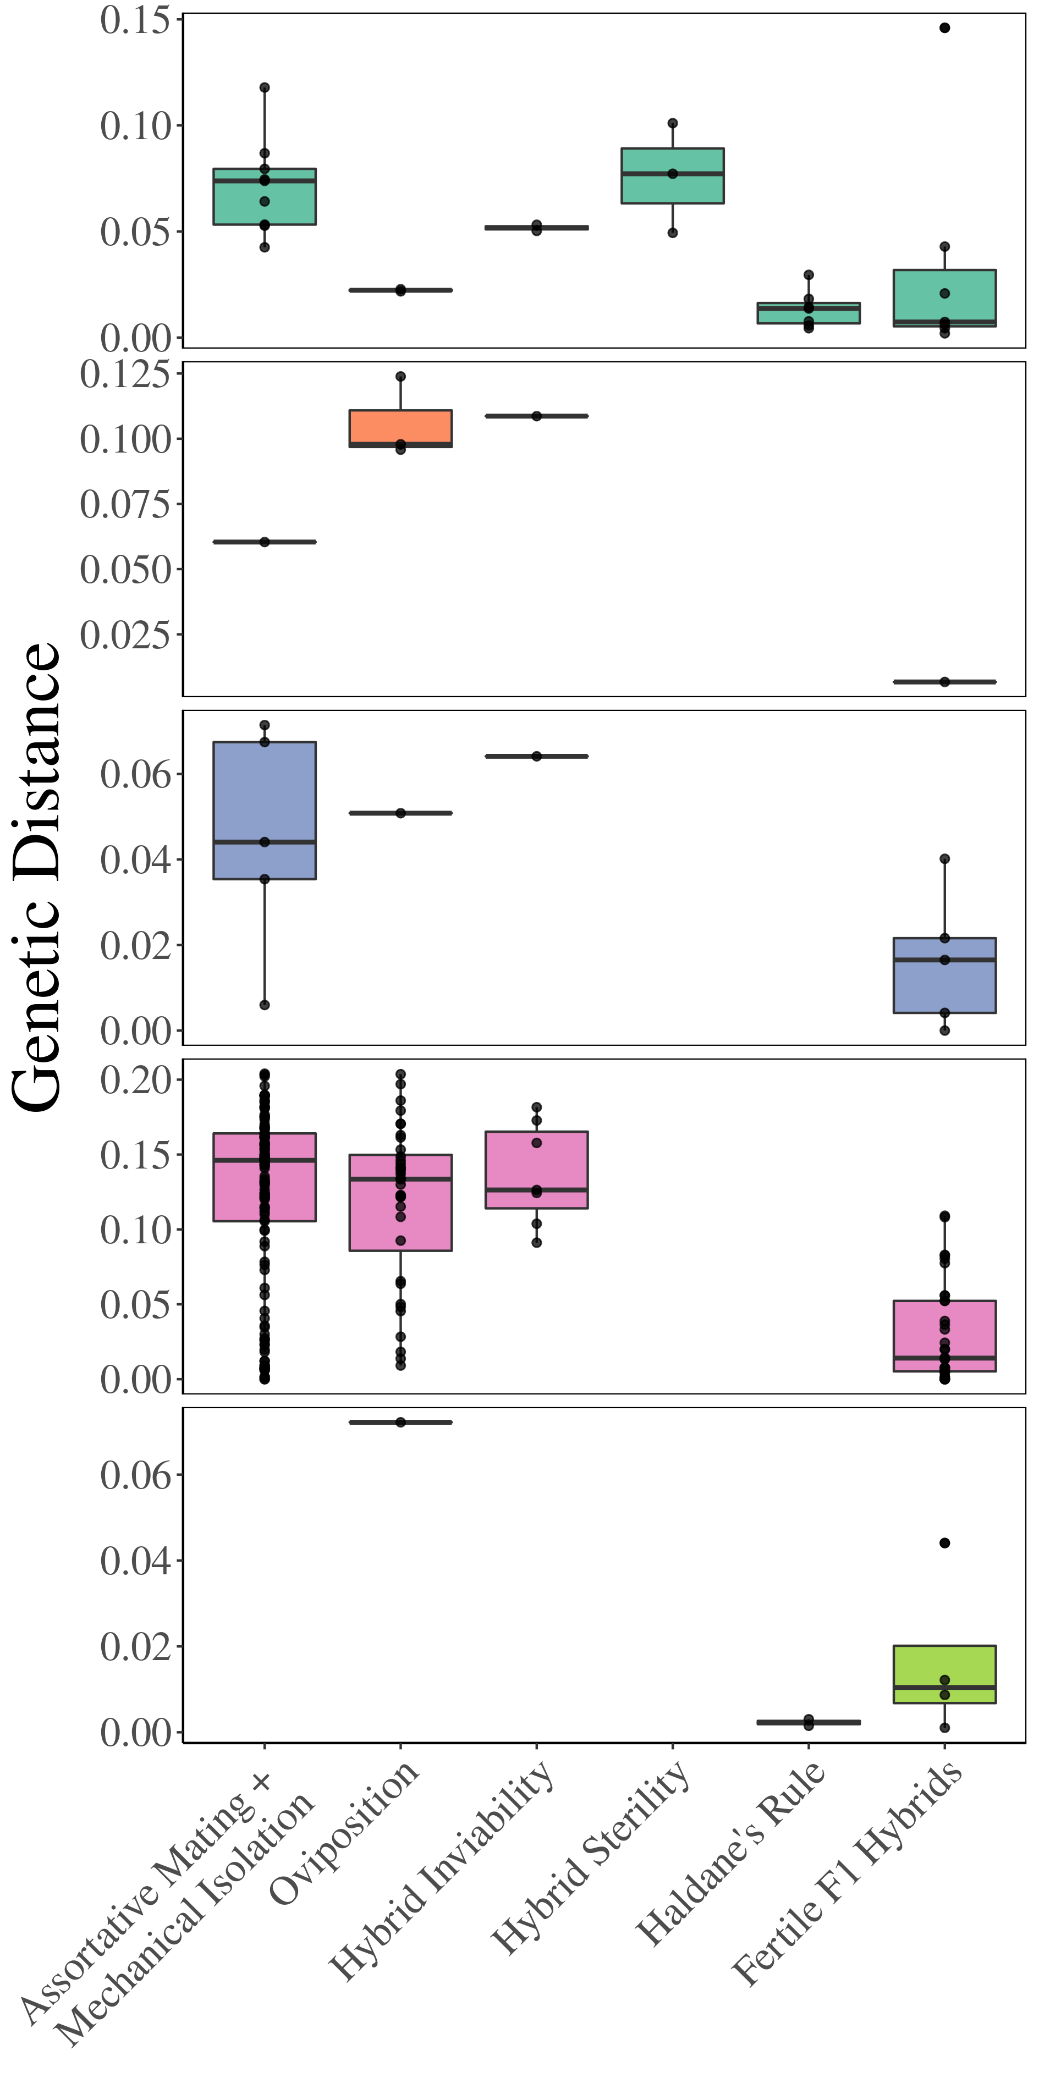 Genetic Distance
0.15
0.10
0.05
0.00
0.125
0.100
0.075
0.050
0.025
0.06
0.04
0.02
0.00
0.20
0.15
0.10
0.05
0.00
0.06
0.04
0.02
0.00
Assortative Mating +
Mechanical Isolation
Oviposition
Hybrid Inviability
Hybrid Sterility
Haldane's Rule
Fertile F1 Hybrids